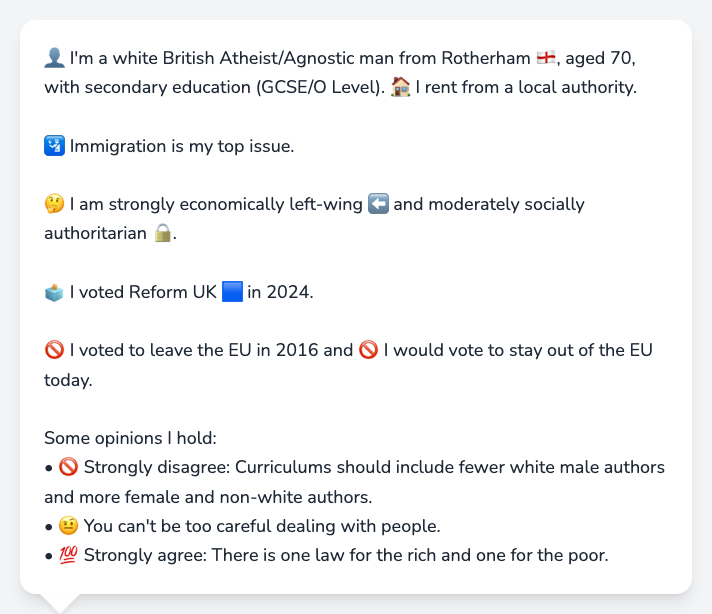 👤 I'm a white British Atheist/Agnostic man from Rotherham 🏴󠁧󠁢󠁥󠁮󠁧󠁿, aged 70,
with secondary education (GCSE/O Level). 🏠 I rent from a local authority.
🛂 Immigration is my top issue.
🤔 I am strongly economically left-wing ⬅️ and moderately socially
authoritarian 🔒.
🗳️ I voted Reform UK 🟦 in 2024.
🚫 I voted to leave the EU in 2016 and 🚫 I would vote to stay out of the EU
today.
Some opinions I hold:
• 🚫 Strongly disagree: Curriculums should include fewer white male authors
and more female and non-white authors.
• 🤨 You can't be too careful dealing with people.
• 💯 Strongly agree: There is one law for the rich and one for the poor.